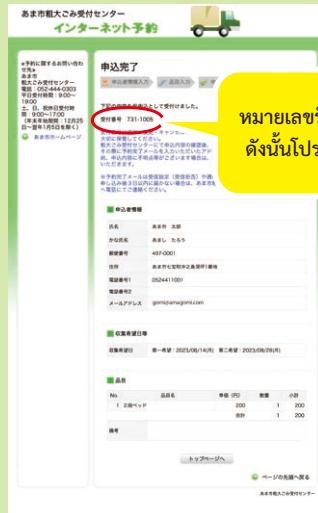 あま市粗大ごみ受付センター
インターネット予約
●予約に関するお問い合わせ先●
あま市
粗大ごみ受付センター
電話:052-444-0303
平日受付時間:9:00〜19:00
土、日、祝休日受付時間:9:00〜17:00
(年末年始期間:12月25日〜翌年1月5日を除く)
あま市ホームページ
申込完了
申込者情報入力
品目入力
下記の内容を
として受付けました。
受付番号 731-1005
หมายเลขรั
ดังนั้นโปร
申込者情報
氏名 あま市 太郎
かな氏名 あまし たろう
郵便番号 497-0001
住所 あま市七宝町沖之島深坪1番地
電話番号1 0524411001
電話番号2
メールアドレス gomi@amagomi.com
収集希望日等
収集希望日 第一希望:2023/08/14(月) 第二希望:2023/08/28(月)
品目
No. 品目名 単価(円) 数量 小計
1 2段ベッド 200 1 200
合計 1 200
備考
トップページへ
ページの先頭へ戻る
あま市粗大ごみ受付センター